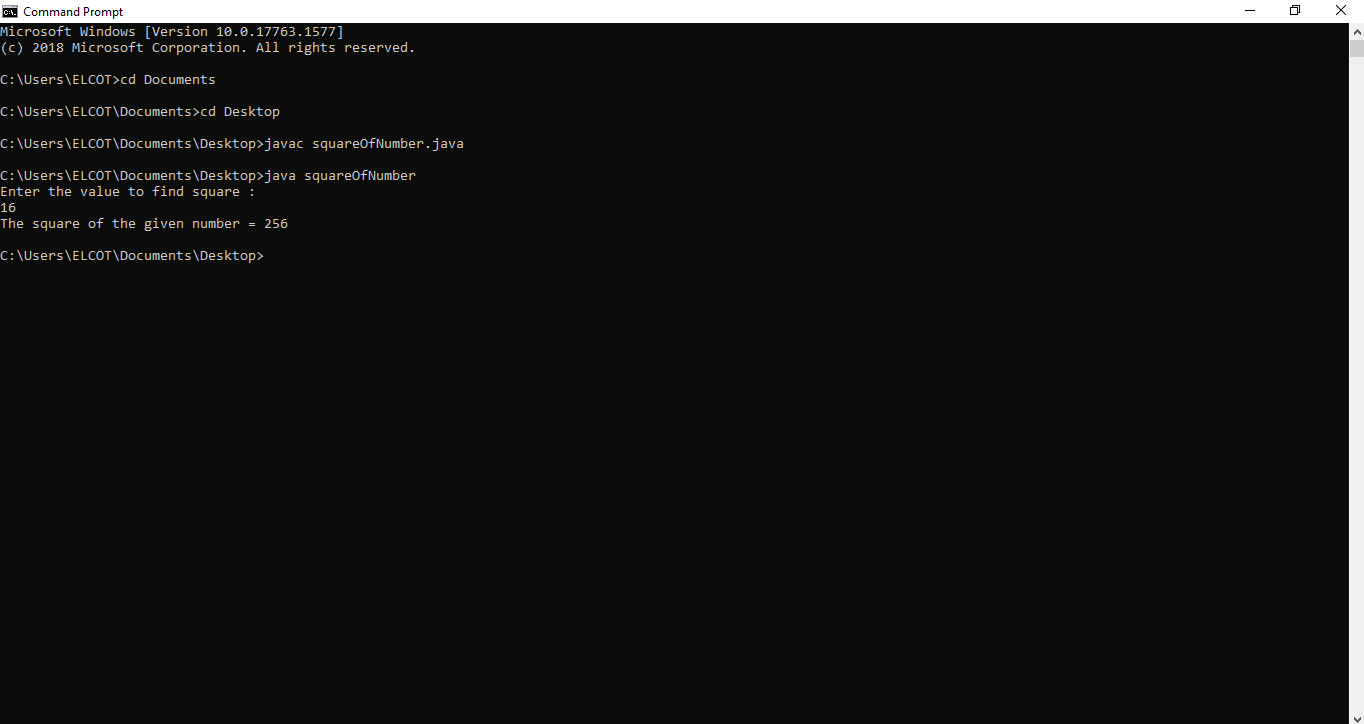 Command Prompt
Microsoft Windows [Version 10.0.17763.1577]
(c) 2018 Microsoft Corporation. All rights reserved.
C:\Users\ELCOT>cd Documents
C:\Users\ELCOT\Documents>cd Desktop
C:\Users\ELCOT\Documents\Desktop>javac squareOfNumber.java
C:\Users\ELCOT\Documents\Desktop>java squareOfNumber
Enter the value to find square :
16
The square of the given number = 256
C:\Users\ELCOT\Documents\Desktop>